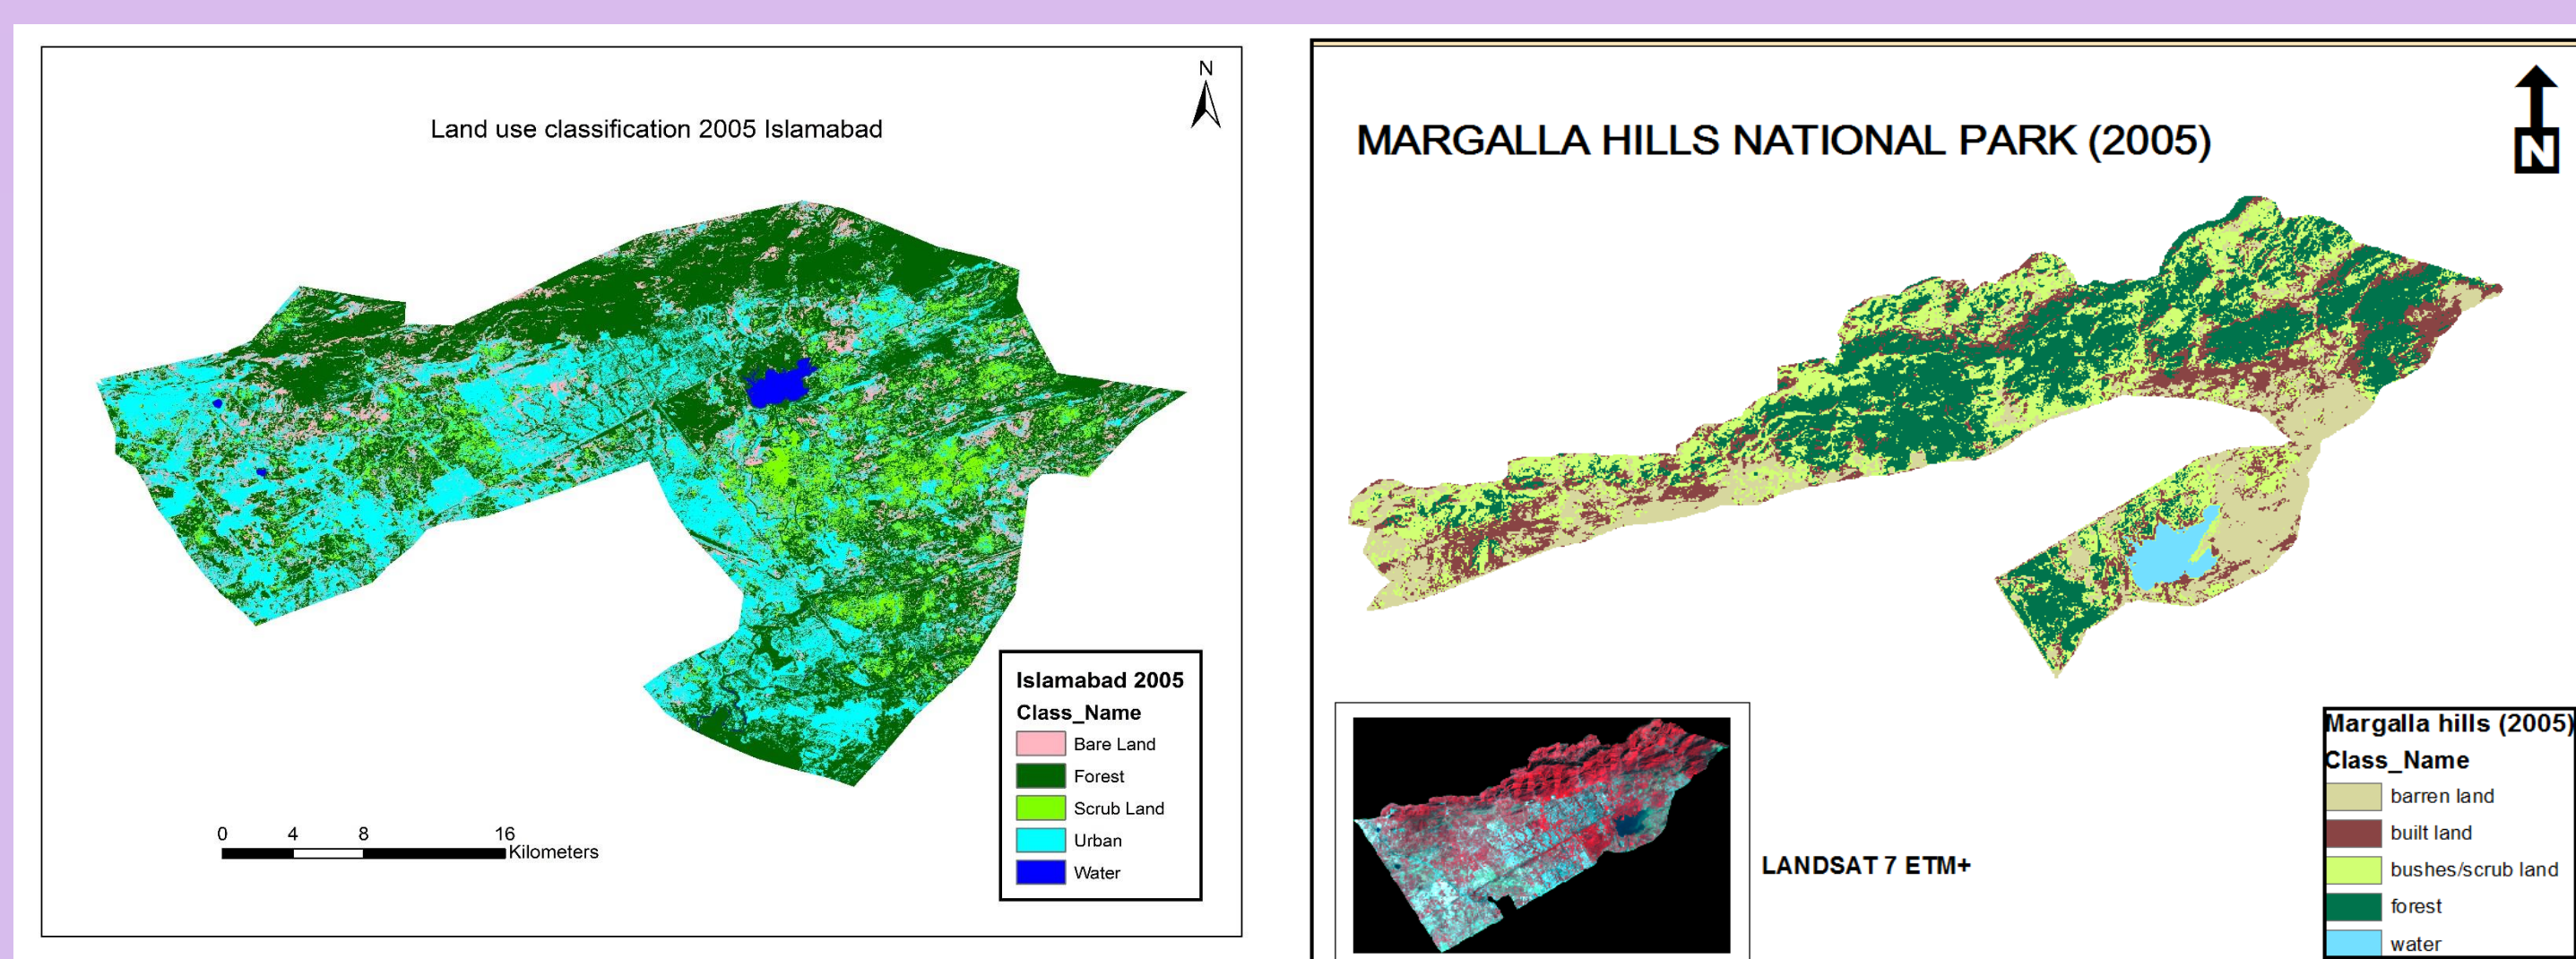 N
Land use classification 2005 Islamabad
Islamabad 2005
Class_Name
Bare Land
Forest
Scrub Land
Urban
Water
0 4 8 16
Kilometers
N
MARGALLA HILLS NATIONAL PARK (2005)
LANDSAT 7 ETM+
Margalla hills (2005)
Class_Name
barren land
built land
bushes/scrub land
forest
water